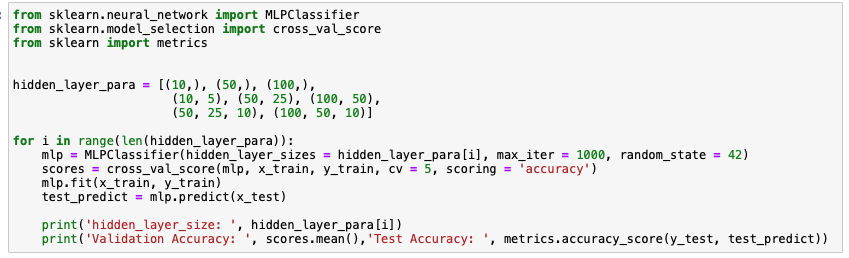 from sklearn.neural_network import MLPClassifier
from sklearn.model_selection import cross_val_score
from sklearn import metrics
hidden_layer_para = [(10,), (50,), (100,),
(10, 5), (50, 25), (100, 50),
(50, 25, 10), (100, 50, 10)]
for i in range(len(hidden_layer_para)):
mlp = MLPClassifier(hidden_layer_sizes = hidden_layer_para[i], max_iter = 1000, random_state = 42)
scores = cross_val_score(mlp, x_train, y_train, cv = 5, scoring = 'accuracy')
mlp.fit(x_train, y_train)
test_predict = mlp.predict(x_test)
print('hidden_layer_size: ', hidden_layer_para[i])
print('Validation Accuracy: ', scores.mean(),'Test Accuracy: ', metrics.accuracy_score(y_test, test_predict))